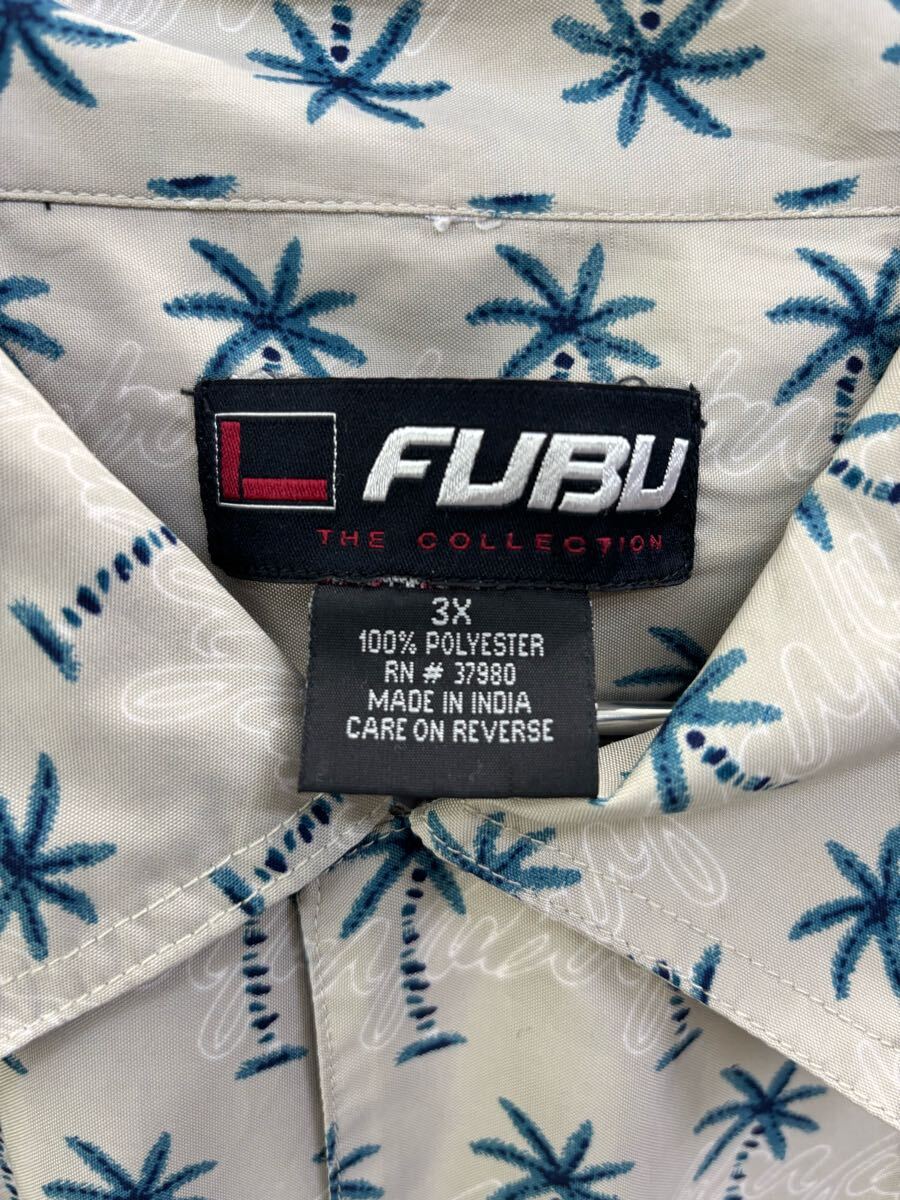 FUBU
THE COLLECTION
3X
100% POLYESTER
RN # 37980
MADE IN INDIA
CARE ON REVERSE